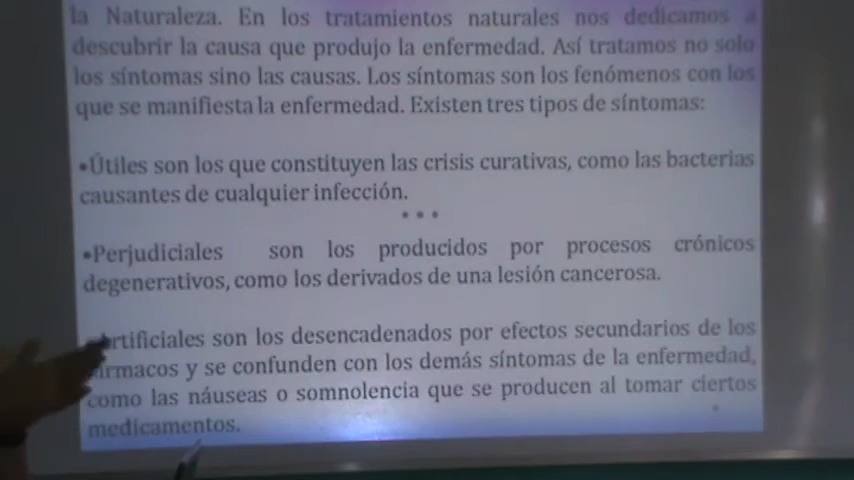 la Naturaleza. En los tratamientos naturales nos dedicamos a
descubrir la causa que produjo la enfermedad. Así tratamos no solo
los síntomas sino las causas. Los síntomas son los fenómenos con los
que se manifiesta la enfermedad. Existen tres tipos de síntomas:
•Útiles son los que constituyen las crisis curativas, como las bacterias
causantes de cualquier infección.
•Perjudiciales son los producidos por procesos crónicos
degenerativos, como los derivados de una lesión cancerosa.
Artificiales son los desencadenados por efectos secundarios de los
fármacos y se confunden con los demás síntomas de la enfermedad,
como las náuseas o somnolencia que se producen al tomar ciertos
medicamentos.